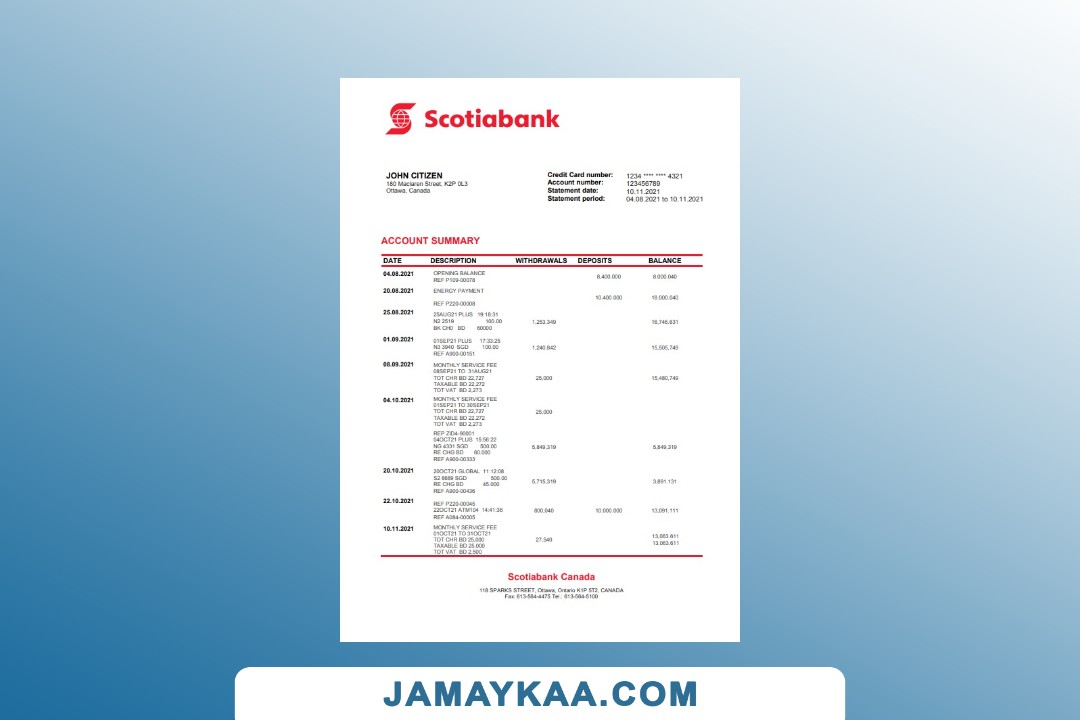 Scotiabank
JOHN CITIZEN
180 Maclaren Street, K2P 0L3
Ottawa, Canada
Credit Card number: 1234 **** **** 4321
Account number: 123456789
Statement date: 10.11.2021
Statement period: 04.08.2021 to 10.11.2021
ACCOUNT SUMMARY
DATE DESCRIPTION WITHDRAWALS DEPOSITS BALANCE
04.08.2021 OPENING BALANCE 8,400.000 8.000.040
REF P109-00078
20.08.2021 ENERGY PAYMENT
10.400.000 18,000,040
REF P220-00308
25.08.2021 25AUG21 PLUS 19:18:31
N2 2519 100.00 1,253,349 16,746.631
BK CH0 BD 60000
01.09.2021 01SEP21 PLUS 17:33:25
N3 3940 SGD 100.00 1,240,842 15,505,749
REF A900-00151
08.09.2021 MONTHLY SERVICE FEE
08SEP21 TO 31AUG21
TOT CHR BD 22,727 25,000 15,480,749
TAXABLE BD 22,272
TOT VAT BD 2,273
04.10.2021 MONTHLY SERVICE FEE
01SEP21 TO 30SEP21
TOT CHR BD 22,737 25.000
TAXABLE BD 22,272
TOT VAT BD 2,273
REP ZID4-90001
04OCT21 PLUS 15:56:22
NG 4331 SGD 500.00 6,849,319 6,849,319
RE CHG BD 60.000
REF A900-00333
20.10.2021 20OCT21 GLOBAL 11:12:08
S2 6689 SGD 500.00 5,715,319 3,891.131
RE CHG BD 45.000
REF A900-00436
22.10.2021 REF P220-00045
22OCT21 ATM104 14:41:36 800,040 10.000.000 13,091,111
REF A084-00005
10.11.2021 MONTHLY SERVICE FEE
01OCT21 TO 31OCT21 13,063.611
TOT CHR BD 25,000 27,540 13,063.611
TAXABLE BD 25,000
TOT VAT BD 2,500
Scotiabank Canada
118 SPARKS STREET, Ottawa, Ontario K1P 5T2, CANADA
Fax: 613-564-4475 Tel.: 613-564-5100
JAMAYKAA.COM